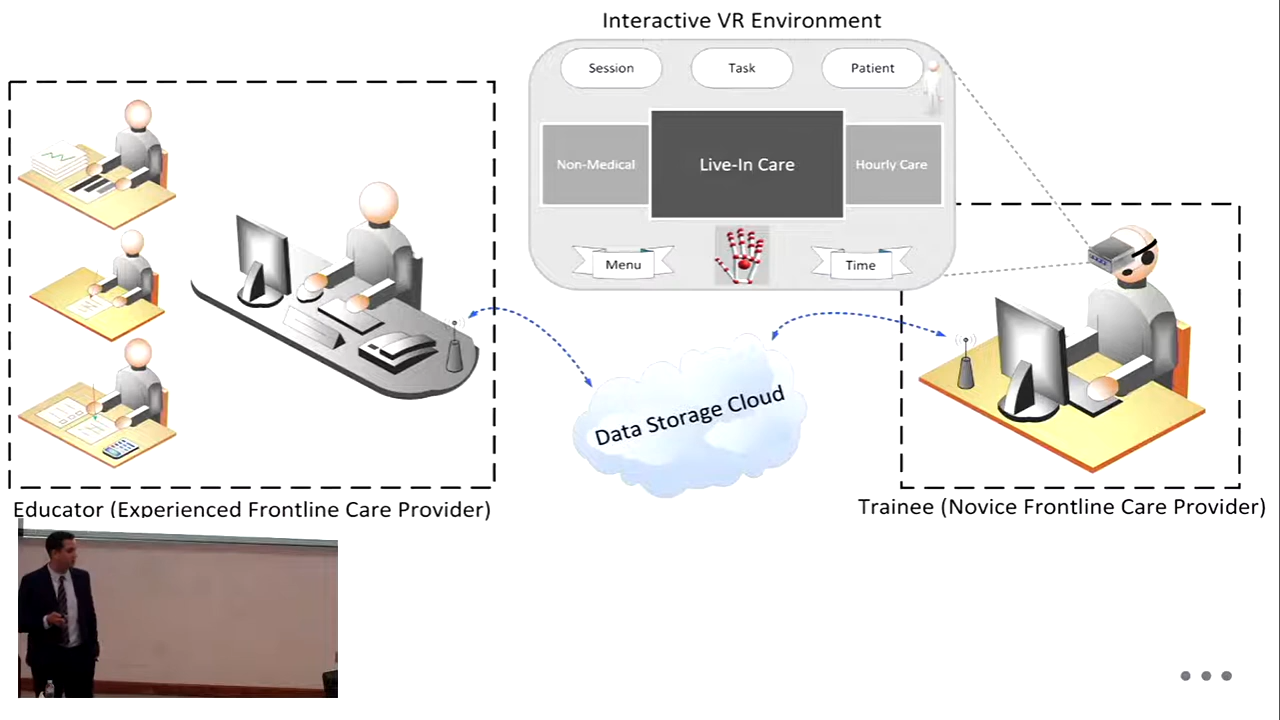 Interactive VR Environment
Session
Task
Patient
Non-Medical
Live-In Care
Hourly Care
Menu
Time
Data Storage Cloud
Educator (Experienced Frontline Care Provider)
Trainee (Novice Frontline Care Provider)